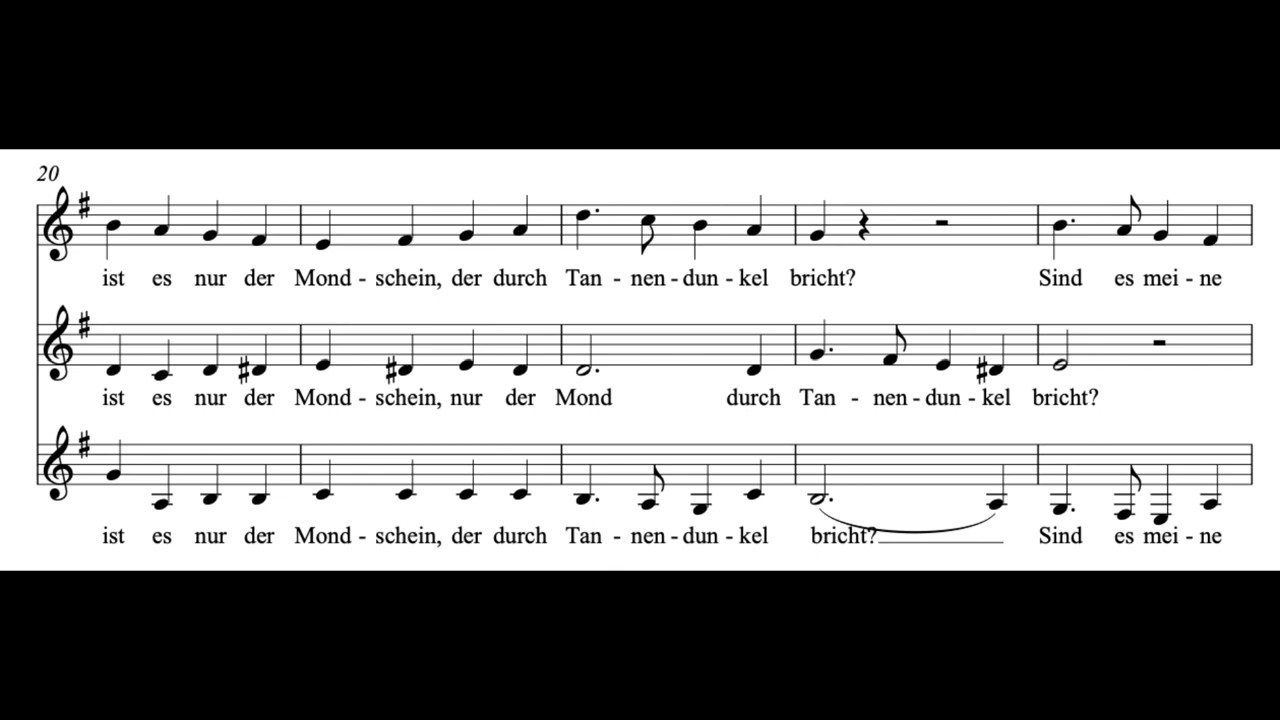 20
ist es nur der Mond - schein, der durch Tan - nen - dun - kel bricht? Sind es mei - ne
ist es nur der Mond - schein, nur der Mond durch Tan - nen - dun - kel bricht?
ist es nur der Mond - schein, der durch Tan - nen - dun - kel bricht? Sind es mei - ne